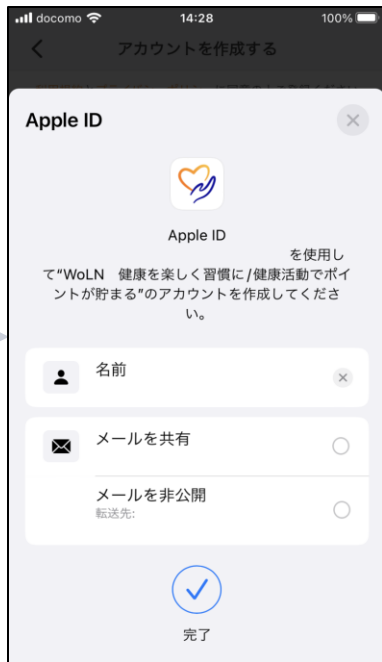 docomo 14:28 100%
アカウントを作成する
Apple ID
Apple ID
を使用し
て“WoLN 健康を楽しく習慣に/健康活動でポイ
ントが貯まる”のアカウントを作成してくださ
い。
名前
メールを共有
メールを非公開
転送先:
完了